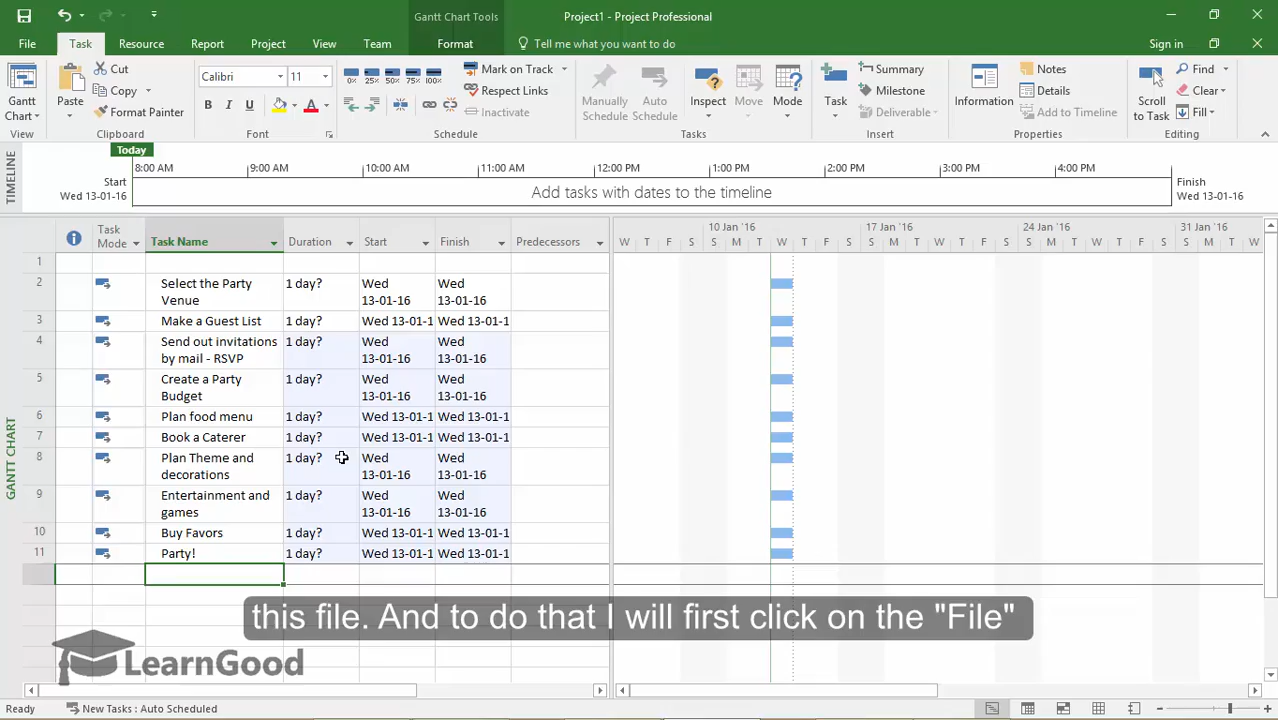 Gantt Chart Tools
Project1 - Project Professional
File
Task
Resource
Report
Project
View
Team
Format
Tell me what you want to do
Sign in
Gantt Chart
View
Paste
Cut
Copy
Format Painter
Clipboard
Calibri
11
B I U
A
Font
0% 25% 50% 75% 100%
Mark on Track
Respect Links
Inactivate
Schedule
Manually Schedule
Auto Schedule
Inspect
Move
Mode
Tasks
Task
Summary
Milestone
Deliverable
Insert
Information
Notes
Details
Add to Timeline
Properties
Scroll to Task
Find
Clear
Fill
Editing
TIMELINE
Today
8:00 AM 9:00 AM 10:00 AM 11:00 AM 12:00 PM 1:00 PM 2:00 PM 3:00 PM 4:00 PM
Start
Wed 13-01-16
Add tasks with dates to the timeline
Finish
Wed 13-01-16
GANTT CHART
Task Mode
Task Name
Duration
Start
Finish
Predecessors
10 Jan '16 17 Jan '16 24 Jan '16 31 Jan '16
W T F S S M T W T F S S M T W T F S S M T W T F S S M T W
1
2 Select the Party Venue 1 day? Wed 13-01-16 Wed 13-01-16
3 Make a Guest List 1 day? Wed 13-01-1 Wed 13-01-1
4 Send out invitations by mail - RSVP 1 day? Wed 13-01-16 Wed 13-01-16
5 Create a Party Budget 1 day? Wed 13-01-16 Wed 13-01-16
6 Plan food menu 1 day? Wed 13-01-1 Wed 13-01-1
7 Book a Caterer 1 day? Wed 13-01-1 Wed 13-01-1
8 Plan Theme and decorations 1 day? Wed 13-01-16 Wed 13-01-16
9 Entertainment and games 1 day? Wed 13-01-16 Wed 13-01-16
10 Buy Favors 1 day? Wed 13-01-1 Wed 13-01-1
11 Party! 1 day? Wed 13-01-1 Wed 13-01-1
this file. And to do that I will first click on the "File"
LearnGood
Ready
New Tasks : Auto Scheduled